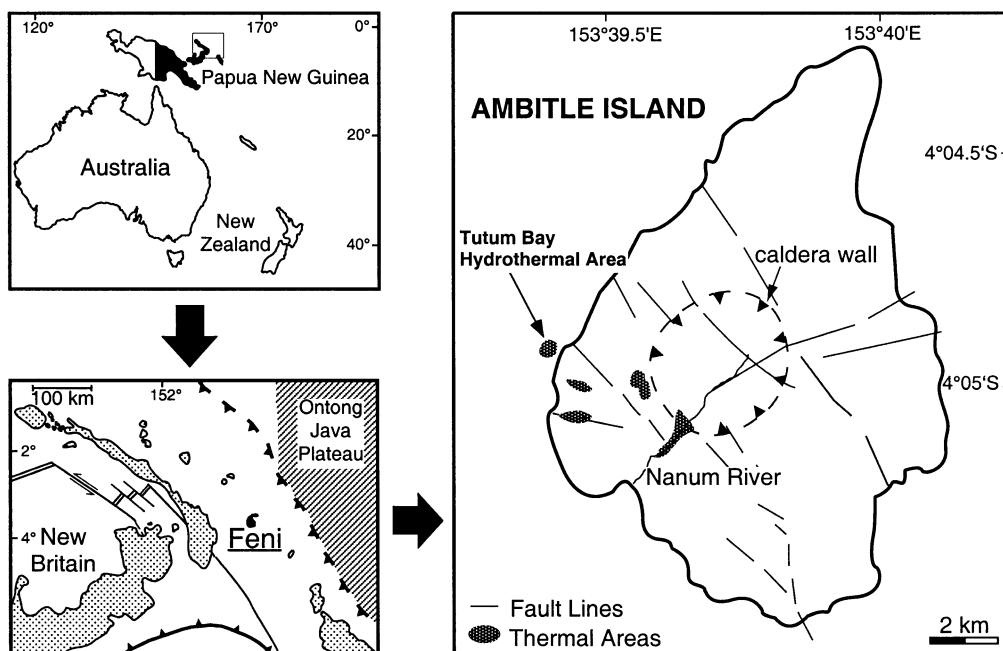 120°
170°
0°
Papua New Guinea
20°
Australia
New
Zealand
40°
100 km
152°
Ontong
Java
Plateau
2°
4°
New
Britain
Feni
153°39.5'E
153°40'E
AMBITLE ISLAND
4°04.5'S
Tutum Bay
Hydrothermal Area
caldera wall
4°05'S
Nanum River
Fault Lines
Thermal Areas
2 km